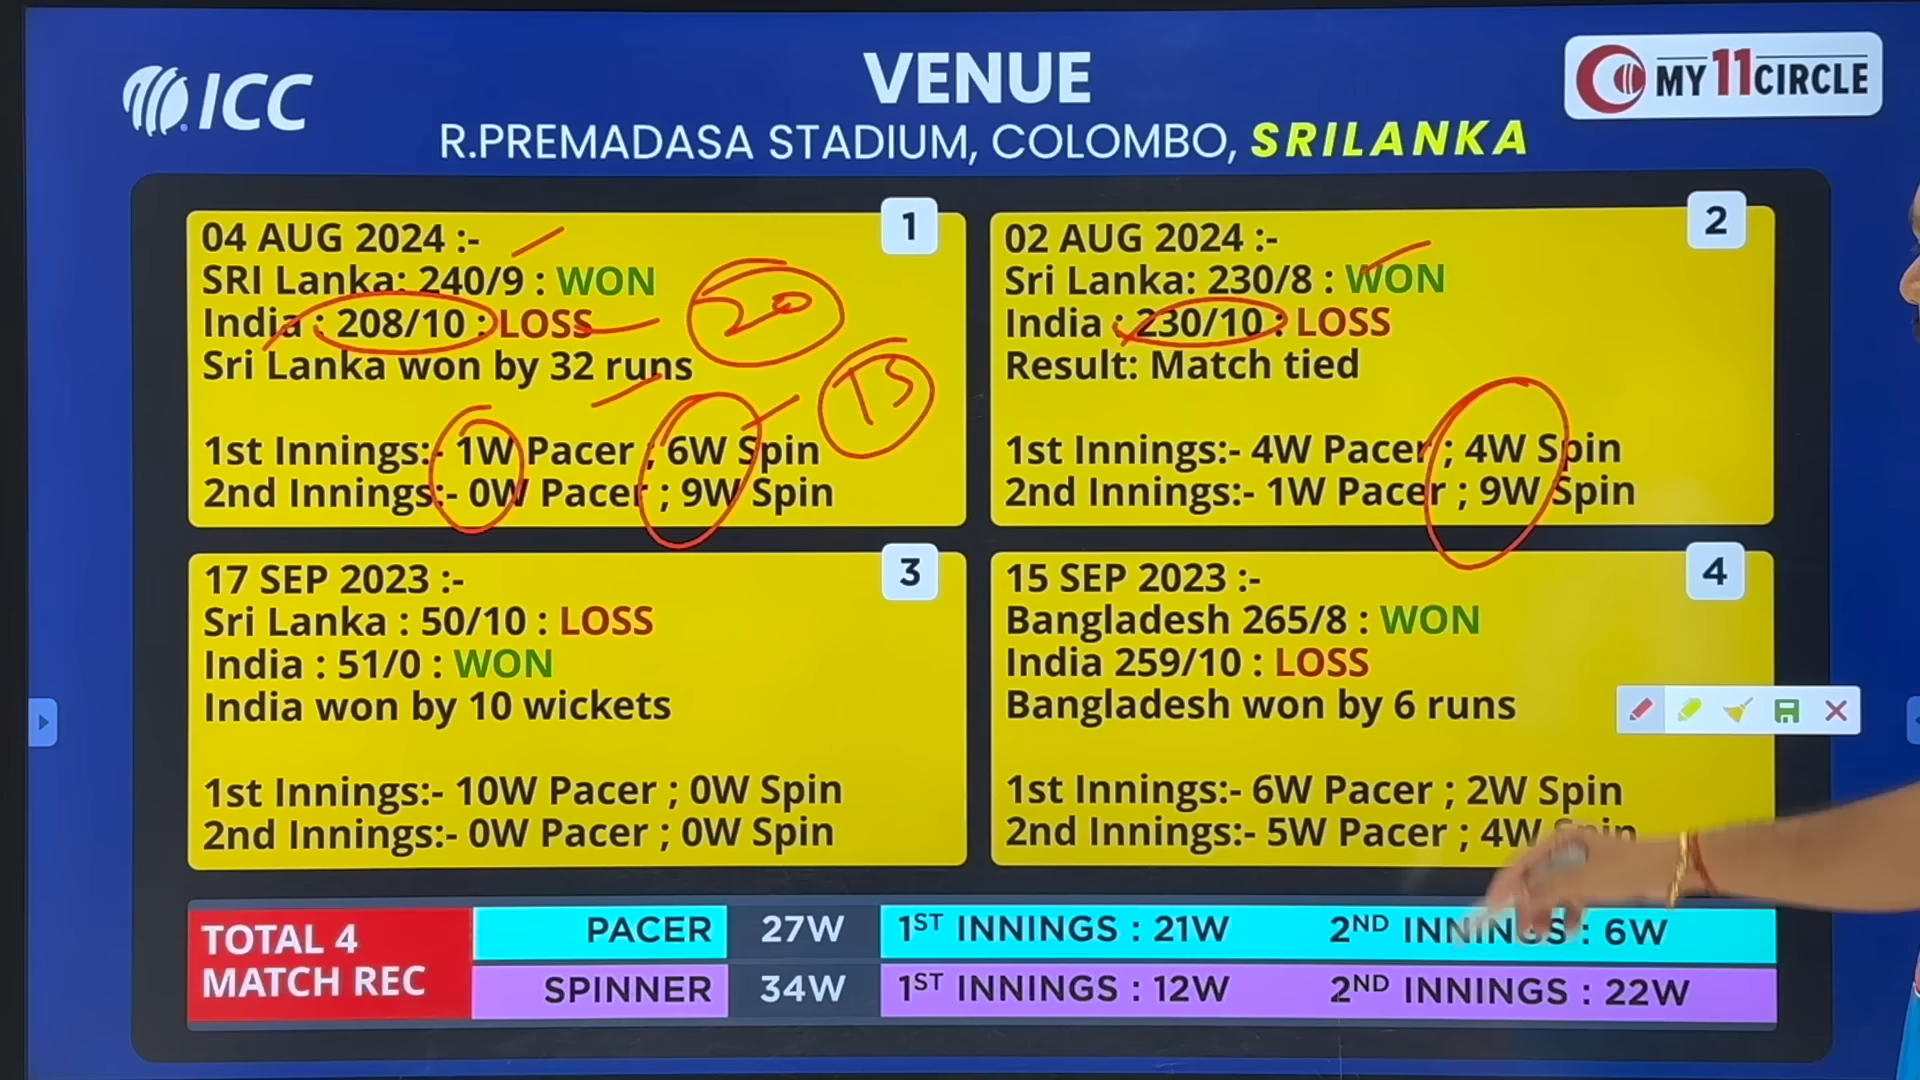 ICC
VENUE
MY11CIRCLE
R.PREMADASA STADIUM, COLOMBO, SRILANKA
1
04 AUG 2024 :-
SRI Lanka: 240/9 : WON
India : 208/10 : LOSS
20
Sri Lanka won by 32 runs
1st Innings:- 1W Pacer ; 6W Spin
2nd Innings:- 0W Pacer ; 9W Spin
2
02 AUG 2024 :-
Sri Lanka: 230/8 : WON
India : 230/10 : LOSS
Result: Match tied
1st Innings:- 4W Pacer ; 4W Spin
2nd Innings:- 1W Pacer ; 9W Spin
3
17 SEP 2023 :-
Sri Lanka : 50/10 : LOSS
India : 51/0 : WON
India won by 10 wickets
1st Innings:- 10W Pacer ; 0W Spin
2nd Innings:- 0W Pacer ; 0W Spin
4
15 SEP 2023 :-
Bangladesh 265/8 : WON
India 259/10 : LOSS
Bangladesh won by 6 runs
1st Innings:- 6W Pacer ; 2W Spin
2nd Innings:- 5W Pacer ; 4W Spin
TOTAL 4
MATCH REC
PACER 27W 1ST INNINGS : 21W 2ND INNINGS : 6W
SPINNER 34W 1ST INNINGS : 12W 2ND INNINGS : 22W